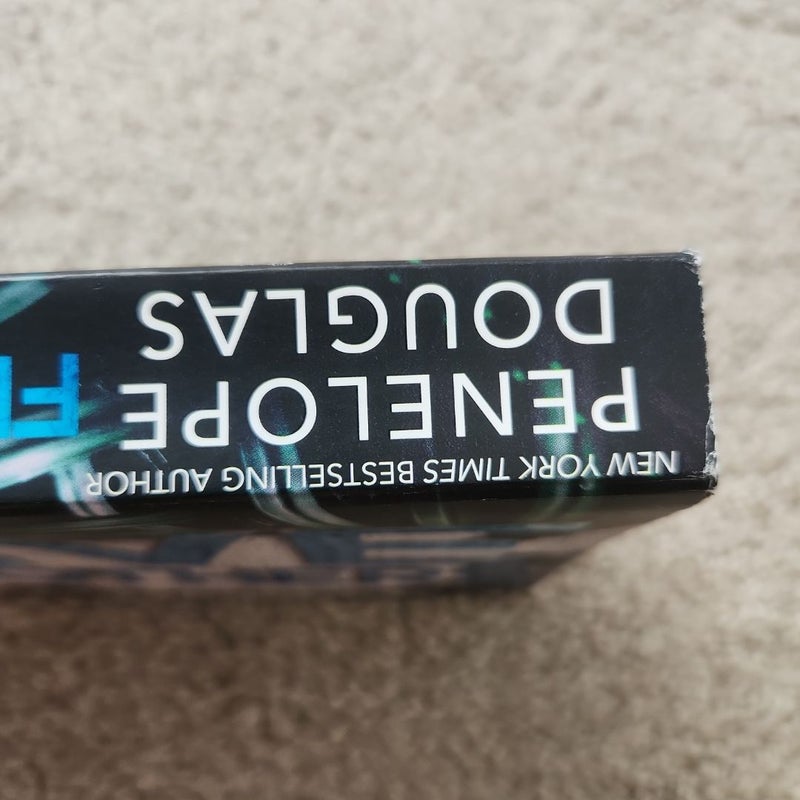 NEW YORK TIMES BESTSELLING AUTHOR
PENELOPE
DOUGLAS